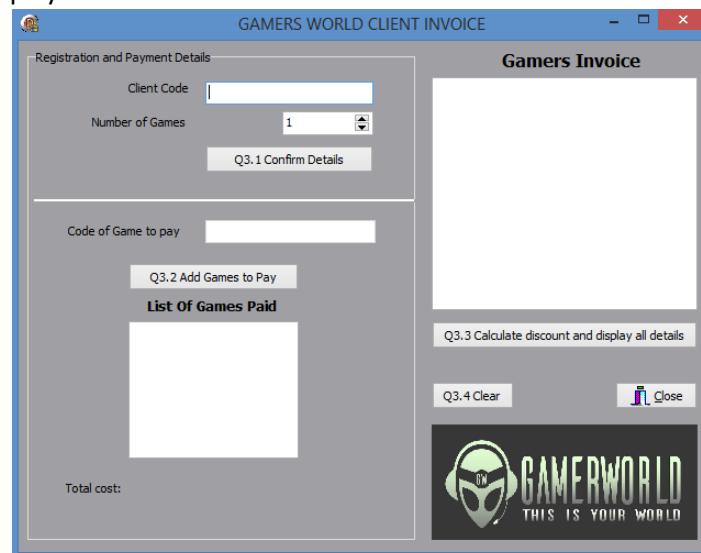 GAMERS WORLD CLIENT INVOICE
Registration and Payment Details
Client Code
Number of Games
1
Q3.1 Confirm Details
Code of Game to pay
Q3.2 Add Games to Pay
List Of Games Paid
Total cost:
Gamers Invoice
Q3.3 Calculate discount and display all details
Q3.4 Clear
Close
GW
GAMERWORLD
THIS IS YOUR WORLD